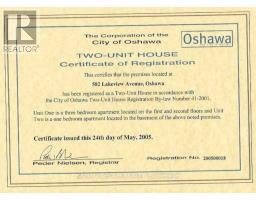 REALTOR
The Corporation of the
City of Oshawa
Oshawa
TWO-UNIT HOUSE
Certificate of Registration
This certifies that the premises located at
502 Lakeview Avenue, Oshawa
has been registered as a Two-Unit House in accordance with
the City of Oshawa Two-Unit House Registration By-law Number 41-2001.
Unit One is a three bedroom apartment located on the first and second floors and Unit
Two is a one bedroom apartment located in the basement of the above noted premises.
Certificate issued this 24th day of May, 2005.
Peder Nielsen, Registrar
Registration No.